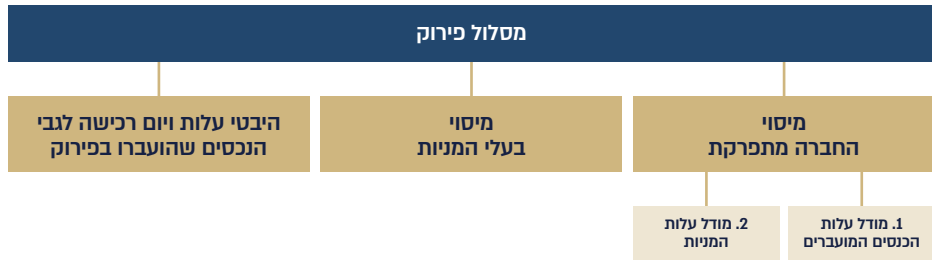 מסלול פירוק
מיסוי
החברה מתפרקת
מיסוי
בעלי המניות
היבטי עלות ויום רכישה לגבי
הנכסים שהועברו בפירוק
1. מודל עלות
הכנסים המועברים
2. מודל עלות
המניות